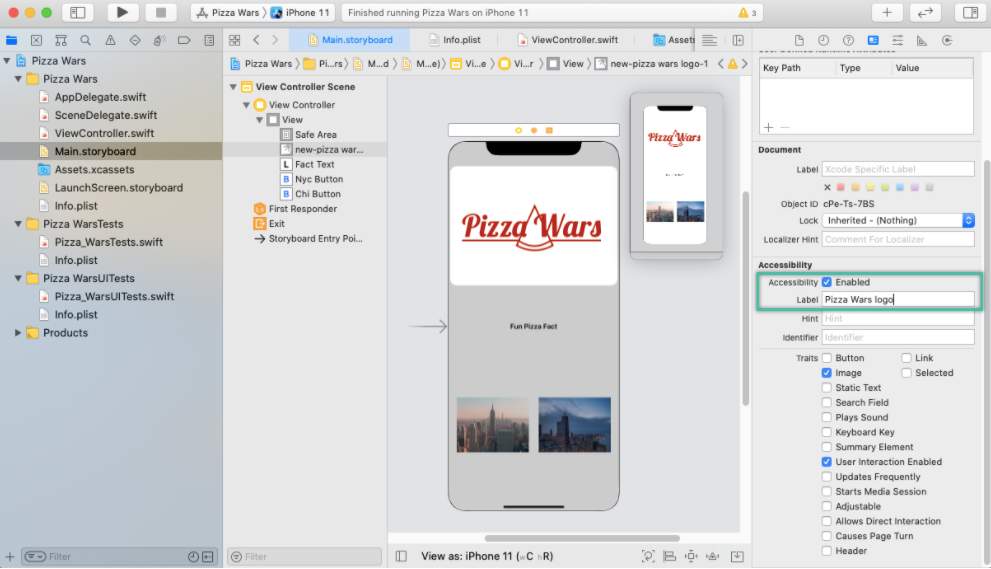 Pizza Wars
iPhone 11
Finished running Pizza Wars on iPhone 11
3
Main.storyboard
Info.plist
ViewController.swift
Assets
Pizza Wars
Pi...rs
M...d
M...e)
Vi...e
Vi...r
View
new-pizza wars logo-1
Pizza Wars
Pizza Wars
AppDelegate.swift
SceneDelegate.swift
ViewController.swift
Main.storyboard
Assets.xcassets
LaunchScreen.storyboard
Info.plist
Pizza WarsTests
Pizza_WarsTests.swift
Info.plist
Pizza WarsUITests
Pizza_WarsUITests.swift
Info.plist
Products
Filter
View Controller Scene
View Controller
View
Safe Area
new-pizza war...
L Fact Text
B Nyc Button
B Chi Button
First Responder
Exit
Storyboard Entry Poi...
Filter
Pizza Wars
Fun Pizza Fact
Pizza Wars
View as: iPhone 11 (wC hR)
Key Path
Type
Value
Document
Label
Xcode Specific Label
Object ID
cPe-Ts-7BS
Lock
Inherited - (Nothing)
Localizer Hint
Comment For Localizer
Accessibility
Accessibility
Enabled
Label
Pizza Wars logo
Hint
Hint
Identifier
Identifier
Traits
Button
Link
Image
Selected
Static Text
Search Field
Plays Sound
Keyboard Key
Summary Element
User Interaction Enabled
Updates Frequently
Starts Media Session
Adjustable
Allows Direct Interaction
Causes Page Turn
Header